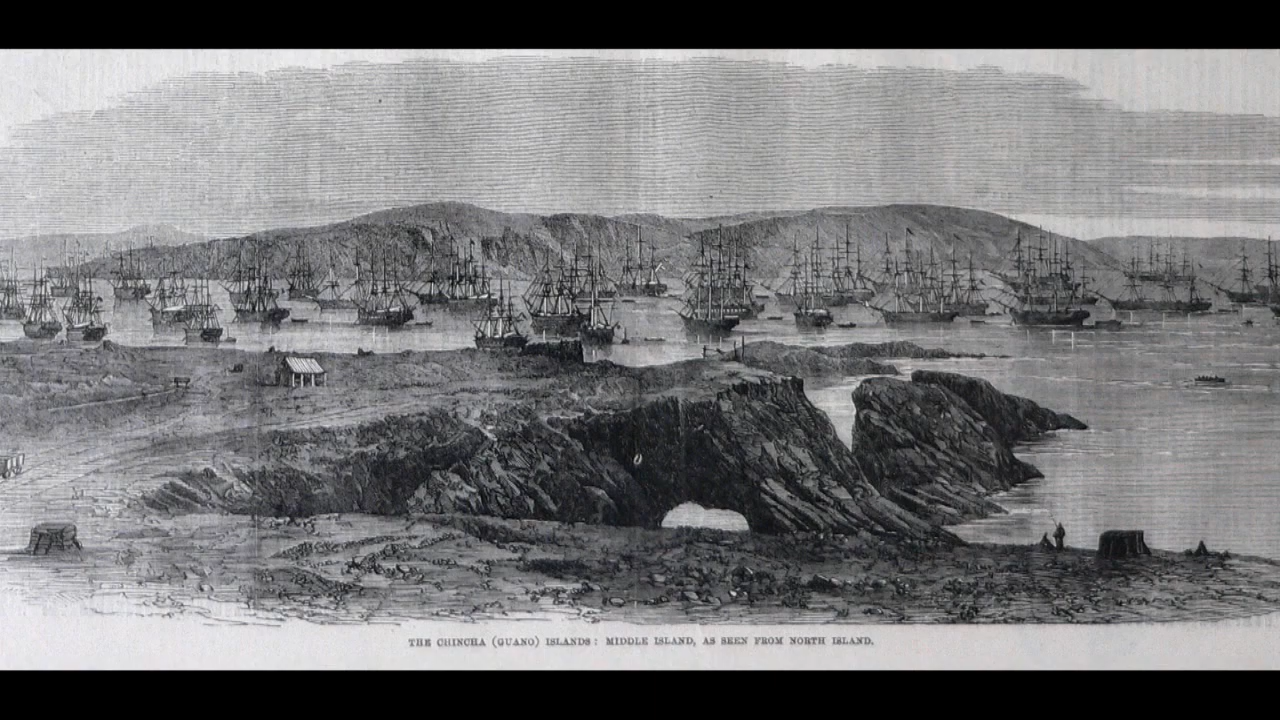 THE CHINCHA (GUANO) ISLANDS: MIDDLE ISLAND, AS SEEN FROM NORTH ISLAND.